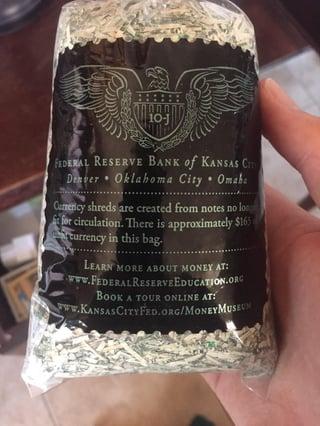 10-J
Federal Reserve Bank of Kansas City
Denver • Oklahoma City • Omaha
Currency shreds are created from notes no longer
fit for circulation. There is approximately $165
currency in this bag.
Learn more about money at:
www.FederalReserveEducation.org
Book a tour online at:
www.KansasCityFed.org/MoneyMuseum